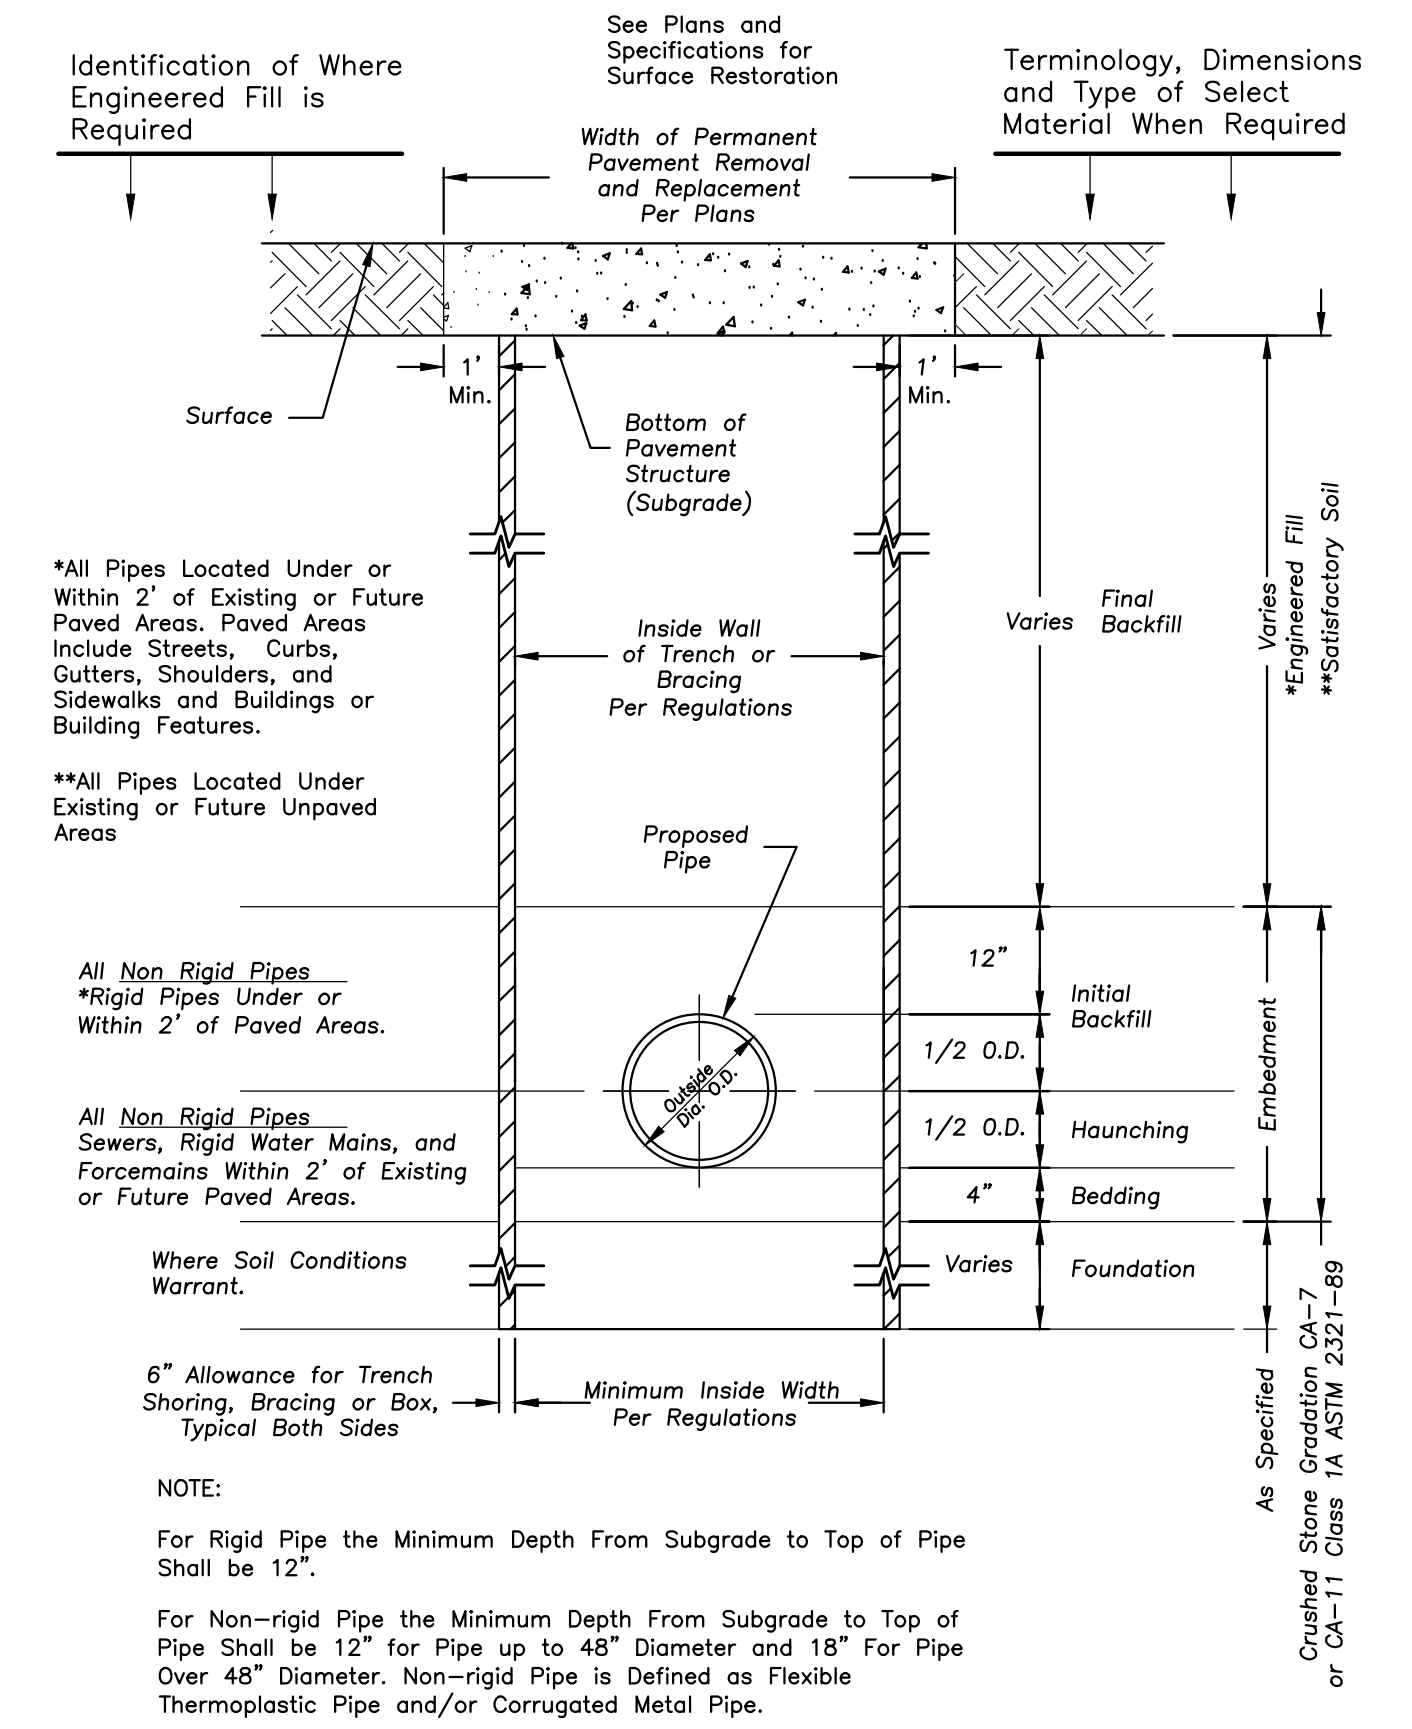 See Plans and
Specifications for
Surface Restoration
Identification of Where
Engineered Fill is
Required
Terminology, Dimensions
and Type of Select
Material When Required
Width of Permanent
Pavement Removal
and Replacement
Per Plans
1'
Min.
1'
Min.
Surface
Bottom of
Pavement
Structure
(Subgrade)
*All Pipes Located Under or
Within 2' of Existing or Future
Paved Areas. Paved Areas
Include Streets, Curbs,
Gutters, Shoulders, and
Sidewalks and Buildings or
Building Features.
**All Pipes Located Under
Existing or Future Unpaved
Areas
Inside Wall
of Trench or
Bracing
Per Regulations
Varies
Final
Backfill
Varies
*Engineered Fill
**Satisfactory Soil
Proposed
Pipe
All Non Rigid Pipes
*Rigid Pipes Under or
Within 2' of Paved Areas.
12"
Initial
Backfill
1/2 O.D.
Outside
Dia. O.D.
Embedment
All Non Rigid Pipes
Sewers, Rigid Water Mains, and
Forcemains Within 2' of Existing
or Future Paved Areas.
1/2 O.D.
Haunching
4"
Bedding
Where Soil Conditions
Warrant.
Varies
Foundation
6" Allowance for Trench
Shoring, Bracing or Box,
Typical Both Sides
Minimum Inside Width
Per Regulations
As Specified
Crushed Stone Gradation CA-7
or CA-11 Class 1A ASTM 2321-89
NOTE:
For Rigid Pipe the Minimum Depth From Subgrade to Top of Pipe
Shall be 12".
For Non-rigid Pipe the Minimum Depth From Subgrade to Top of
Pipe Shall be 12" for Pipe up to 48" Diameter and 18" For Pipe
Over 48" Diameter. Non-rigid Pipe is Defined as Flexible
Thermoplastic Pipe and/or Corrugated Metal Pipe.